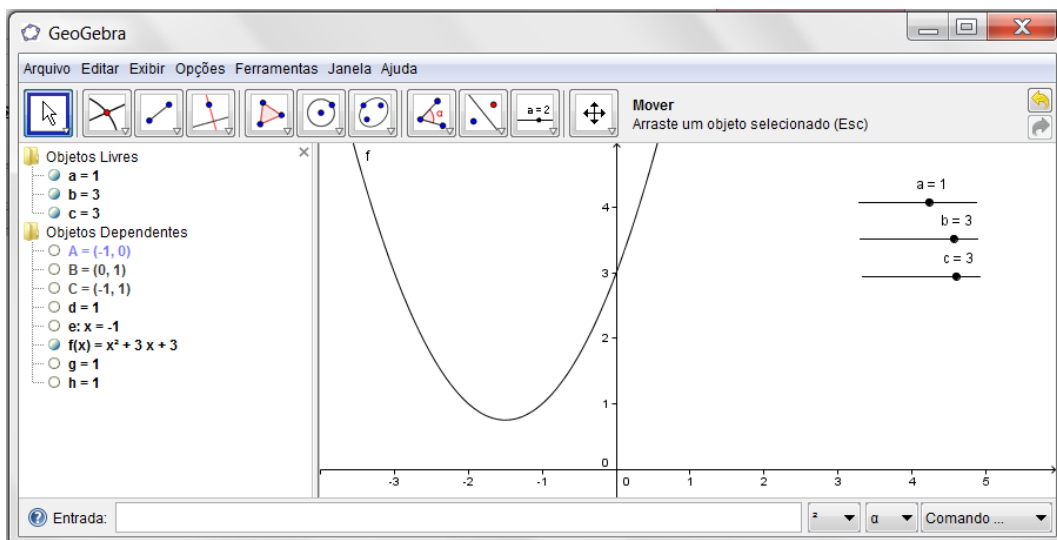 GeoGebra
Arquivo Editar Exibir Opções Ferramentas Janela Ajuda
a = 2
Mover
Arraste um objeto selecionado (Esc)
Objetos Livres
a = 1
b = 3
c = 3
Objetos Dependentes
A = (-1, 0)
B = (0, 1)
C = (-1, 1)
d = 1
e: x = -1
f(x) = x² + 3 x + 3
g = 1
h = 1
f
a = 1
b = 3
c = 3
4
3
2
1
0
-3 -2 -1 0 1 2 3 4 5
Entrada:
² α Comando ...